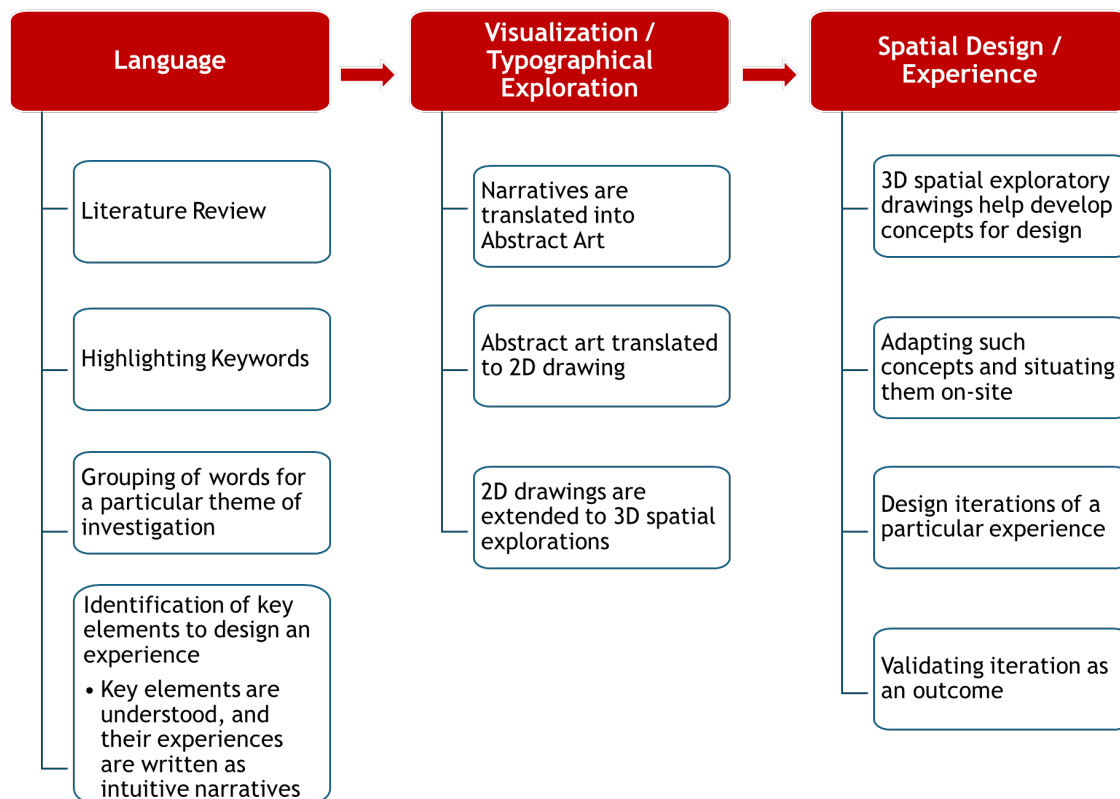 Language
Literature Review
Highlighting Keywords
Grouping of words for
a particular theme of
investigation
Identification of key
elements to design an
experience
• Key elements are
understood, and
their experiences
are written as
intuitive narratives
Visualization /
Typographical
Exploration
Narratives are
translated into
Abstract Art
Abstract art translated
to 2D drawing
2D drawings are
extended to 3D spatial
explorations
Spatial Design /
Experience
3D spatial exploratory
drawings help develop
concepts for design
Adapting such
concepts and situating
them on-site
Design iterations of a
particular experience
Validating iteration as
an outcome